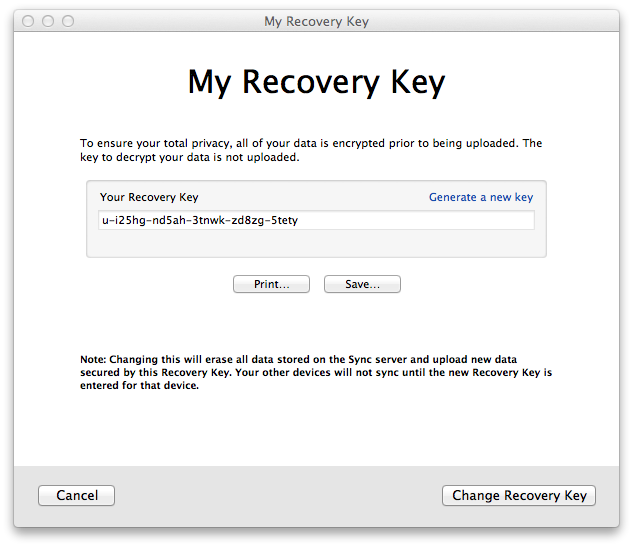 My Recovery Key
My Recovery Key
To ensure your total privacy, all of your data is encrypted prior to being uploaded. The
key to decrypt your data is not uploaded.
Your Recovery Key
Generate a new key
u-i25hg-nd5ah-3tnwk-zd8zg-5tety
Print...
Save...
Note: Changing this will erase all data stored on the Sync server and upload new data
secured by this Recovery Key. Your other devices will not sync until the new Recovery Key is
entered for that device.
Cancel
Change Recovery Key